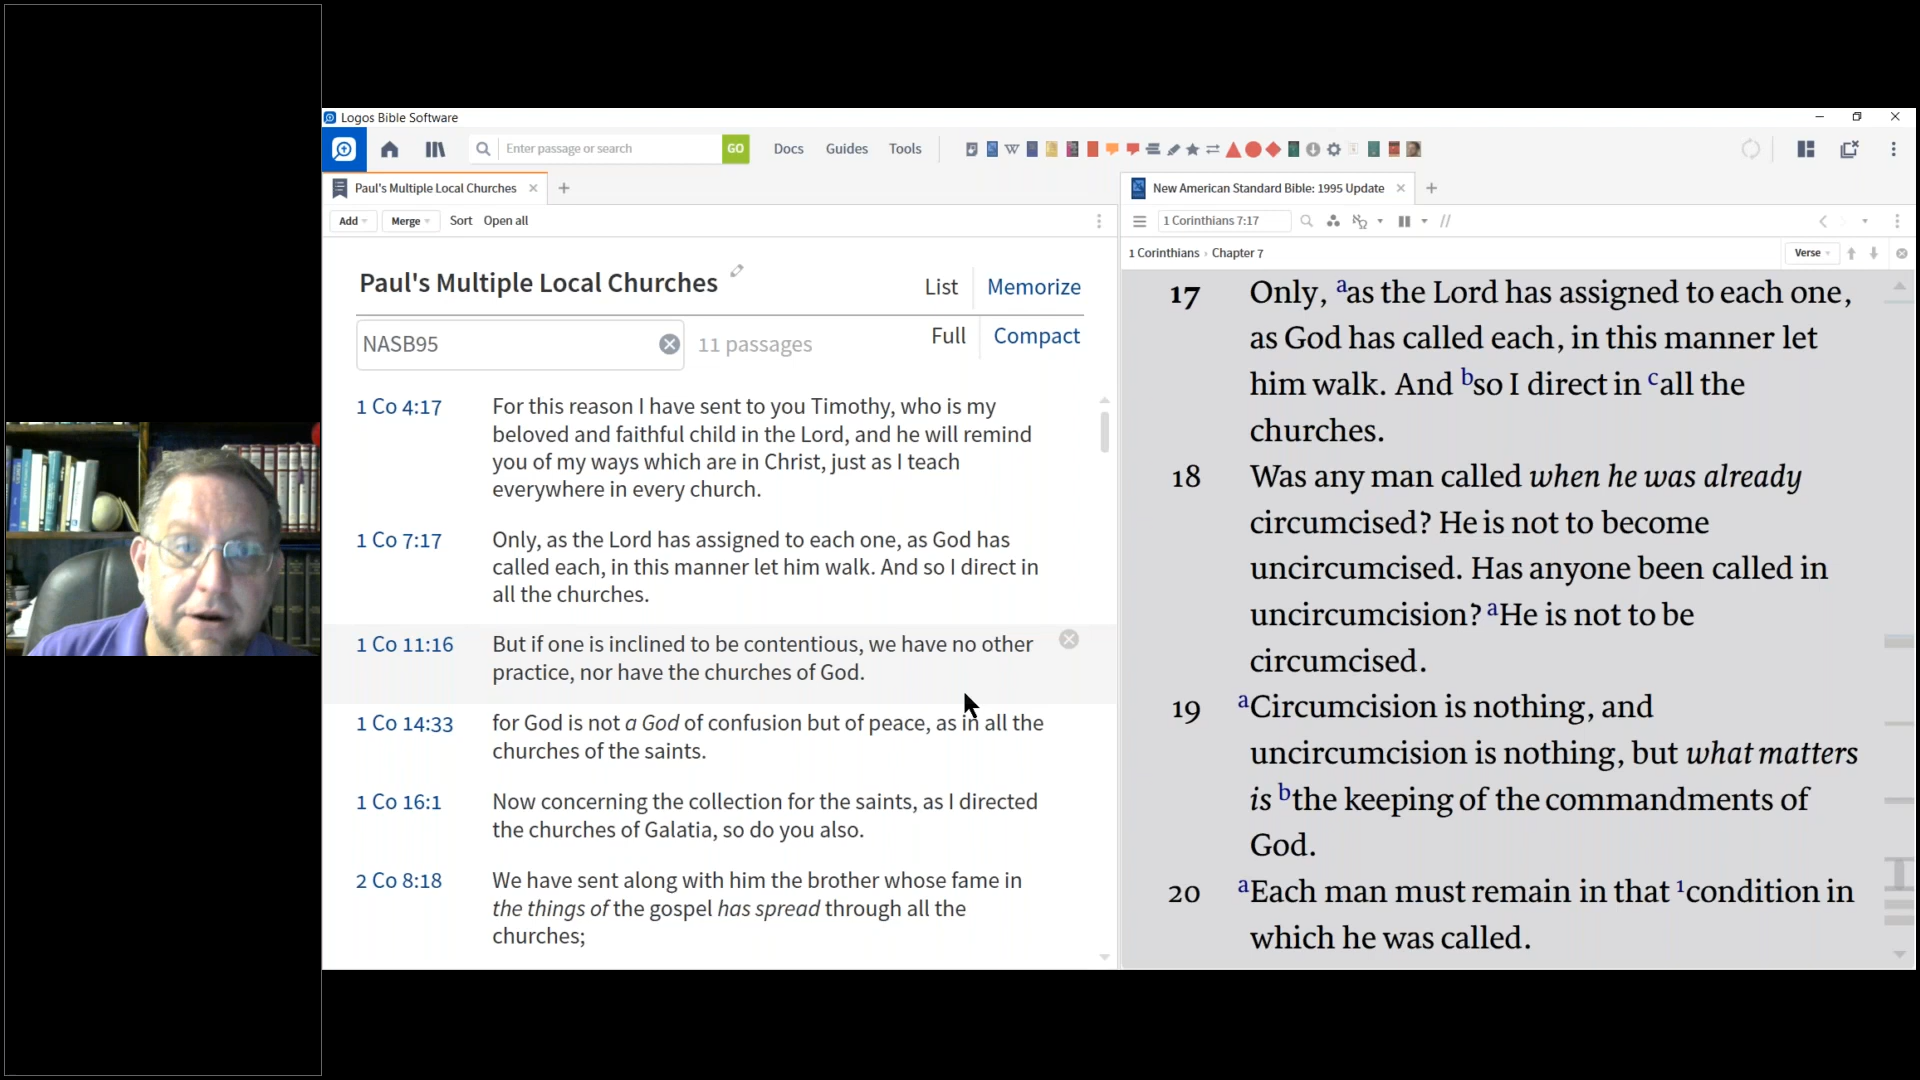 Logos Bible Software
Enter passage or search
GO
Docs
Guides
Tools
Paul's Multiple Local Churches
New American Standard Bible: 1995 Update
Add
Merge
Sort
Open all
1 Corinthians 7:17
1 Corinthians › Chapter 7
Verse
Paul's Multiple Local Churches
List
Memorize
NASB95
11 passages
Full
Compact
1 Co 4:17
For this reason I have sent to you Timothy, who is my
beloved and faithful child in the Lord, and he will remind
you of my ways which are in Christ, just as I teach
everywhere in every church.
1 Co 7:17
Only, as the Lord has assigned to each one, as God has
called each, in this manner let him walk. And so I direct in
all the churches.
1 Co 11:16
But if one is inclined to be contentious, we have no other
practice, nor have the churches of God.
1 Co 14:33
for God is not a God of confusion but of peace, as in all the
churches of the saints.
1 Co 16:1
Now concerning the collection for the saints, as I directed
the churches of Galatia, so do you also.
2 Co 8:18
We have sent along with him the brother whose fame in
the things of the gospel has spread through all the
churches;
17 Only, a as the Lord has assigned to each one,
as God has called each, in this manner let
him walk. And b so I direct in c all the
churches.
18 Was any man called when he was already
circumcised? He is not to become
uncircumcised. Has anyone been called in
uncircumcision? a He is not to be
circumcised.
19 a Circumcision is nothing, and
uncircumcision is nothing, but what matters
is b the keeping of the commandments of
God.
20 a Each man must remain in that 1 condition in
which he was called.